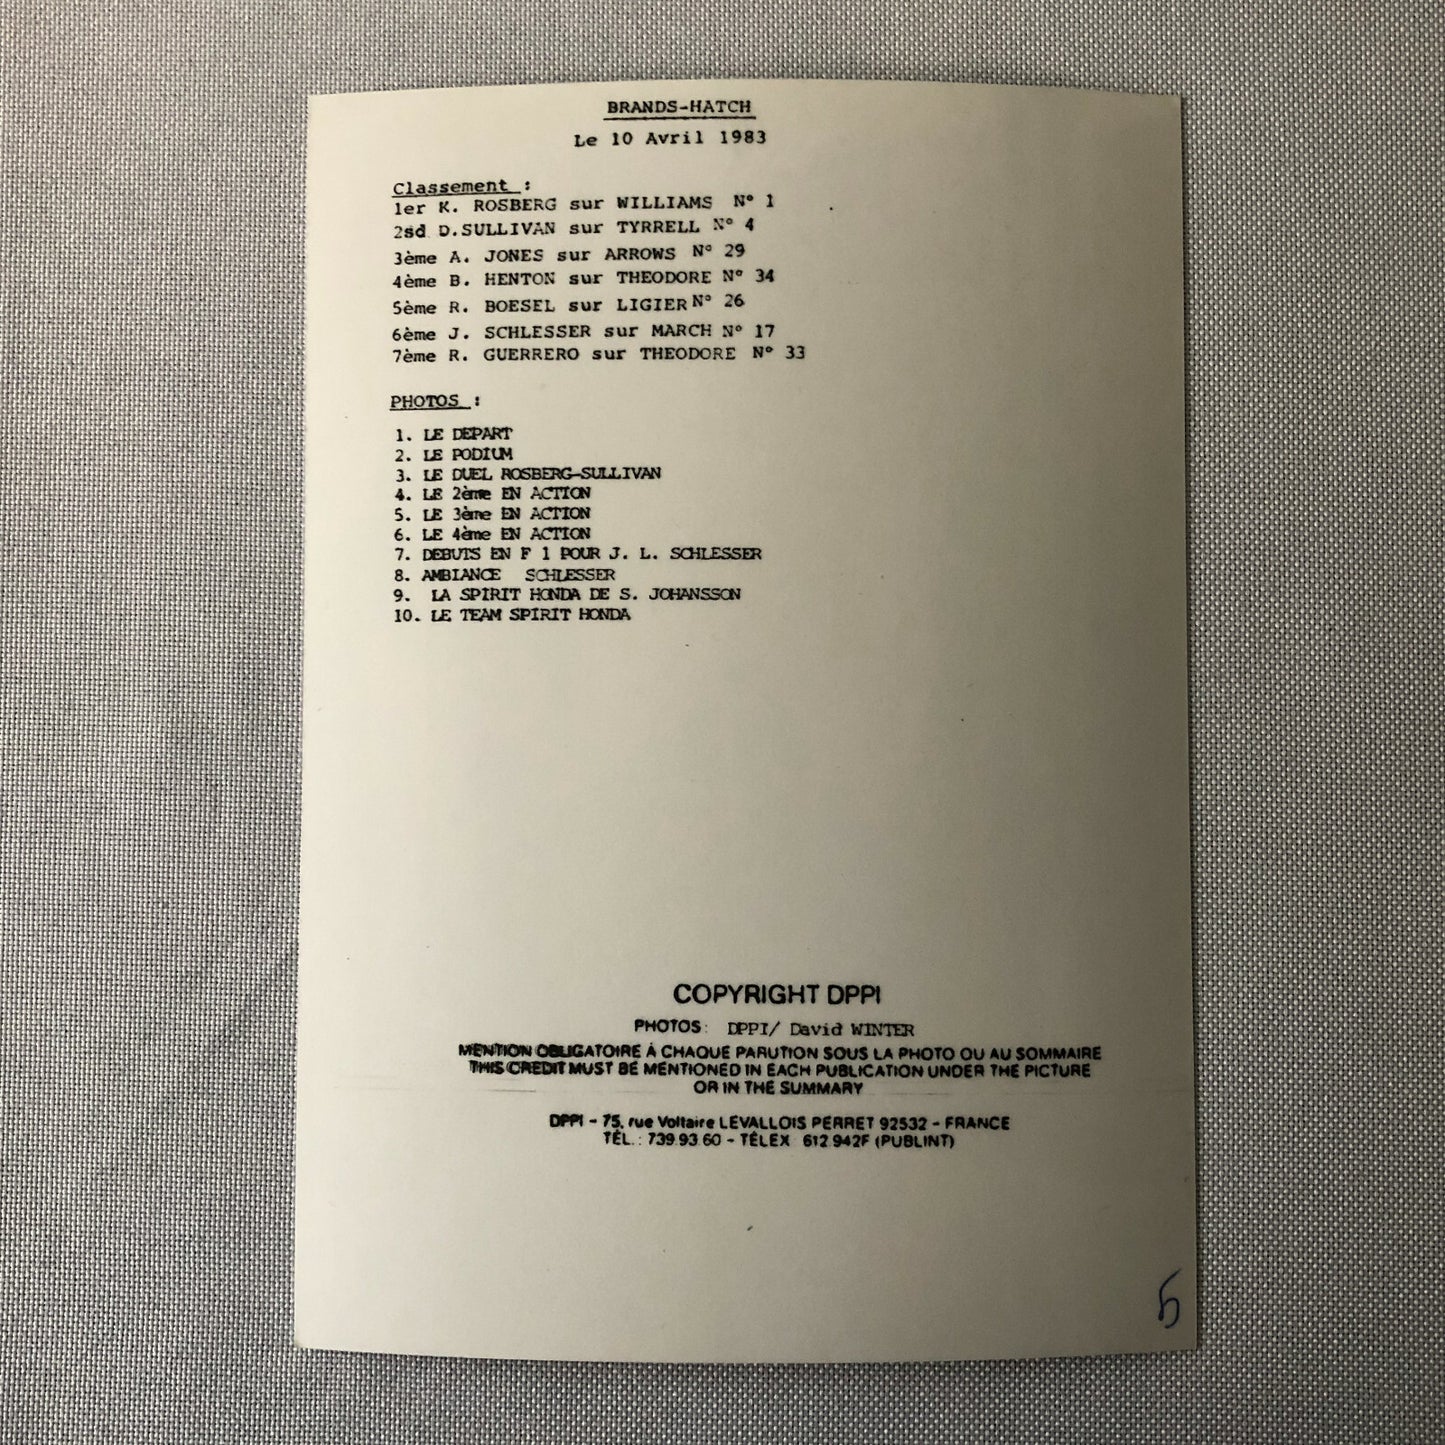 BRANDS-HATCH
Le 10 Avril 1983
Classement :
1er K. ROSBERG sur WILLIAMS N° 1
2sd D.SULLIVAN sur TYRRELL N° 4
3ème A. JONES sur ARROWS N° 29
4ème B. HENTON sur THEODORE N° 34
5ème R. BOESEL sur LIGIER N° 26
6ème J. SCHLESSER sur MARCH N° 17
7ème R. GUERRERO sur THEODORE N° 33
PHOTOS :
1. LE DEPART
2. LE PODIUM
3. LE DUEL ROSBERG-SULLIVAN
4. LE 2ème EN ACTION
5. LE 3ème EN ACTION
6. LE 4ème EN ACTION
7. DEBUTS EN F 1 POUR J. L. SCHLESSER
8. AMBIANCE SCHLESSER
9. LA SPIRIT HONDA DE S. JOHANSSON
10. LE TEAM SPIRIT HONDA
COPYRIGHT DPPI
PHOTOS: DPPI/ David WINTER
MENTION OBLIGATOIRE À CHAQUE PARUTION SOUS LA PHOTO OU AU SOMMAIRE
THIS CREDIT MUST BE MENTIONED IN EACH PUBLICATION UNDER THE PICTURE
OR IN THE SUMMARY
DPPI - 75, rue Voltaire LEVALLOIS PERRET 92532 - FRANCE
TÉL. : 739.93.60 - TÉLEX 612 942F (PUBLINT)
5